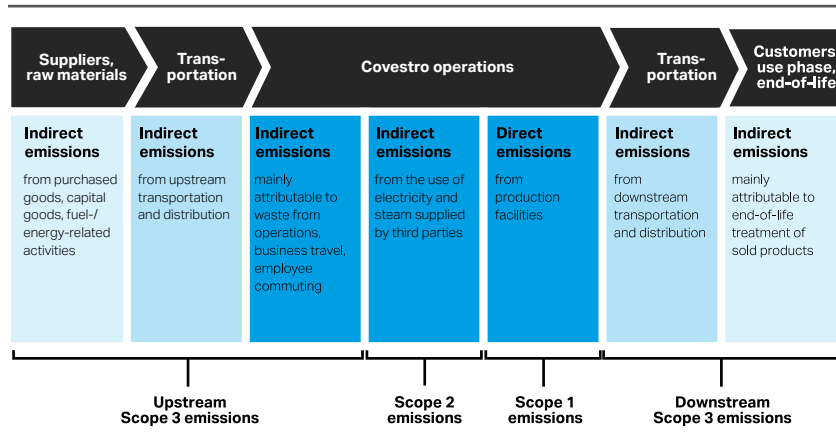 Suppliers,
raw materials
Trans-
portation
Covestro operations
Trans-
portation
Customers,
use phase,
end-of-life
Indirect
emissions
from purchased
goods, capital
goods, fuel-/
energy-related
activities
Indirect
emissions
from upstream
transportation
and distribution
Indirect
emissions
mainly
attributable to
waste from
operations,
business travel,
employee
commuting
Indirect
emissions
from the use of
electricity and
steam supplied
by third parties
Direct
emissions
from
production
facilities
Indirect
emissions
from
downstream
transportation
and distribution
Indirect
emissions
mainly
attributable to
end-of-life
treatment of
sold products
Upstream
Scope 3 emissions
Scope 2
emissions
Scope 1
emissions
Downstream
Scope 3 emissions